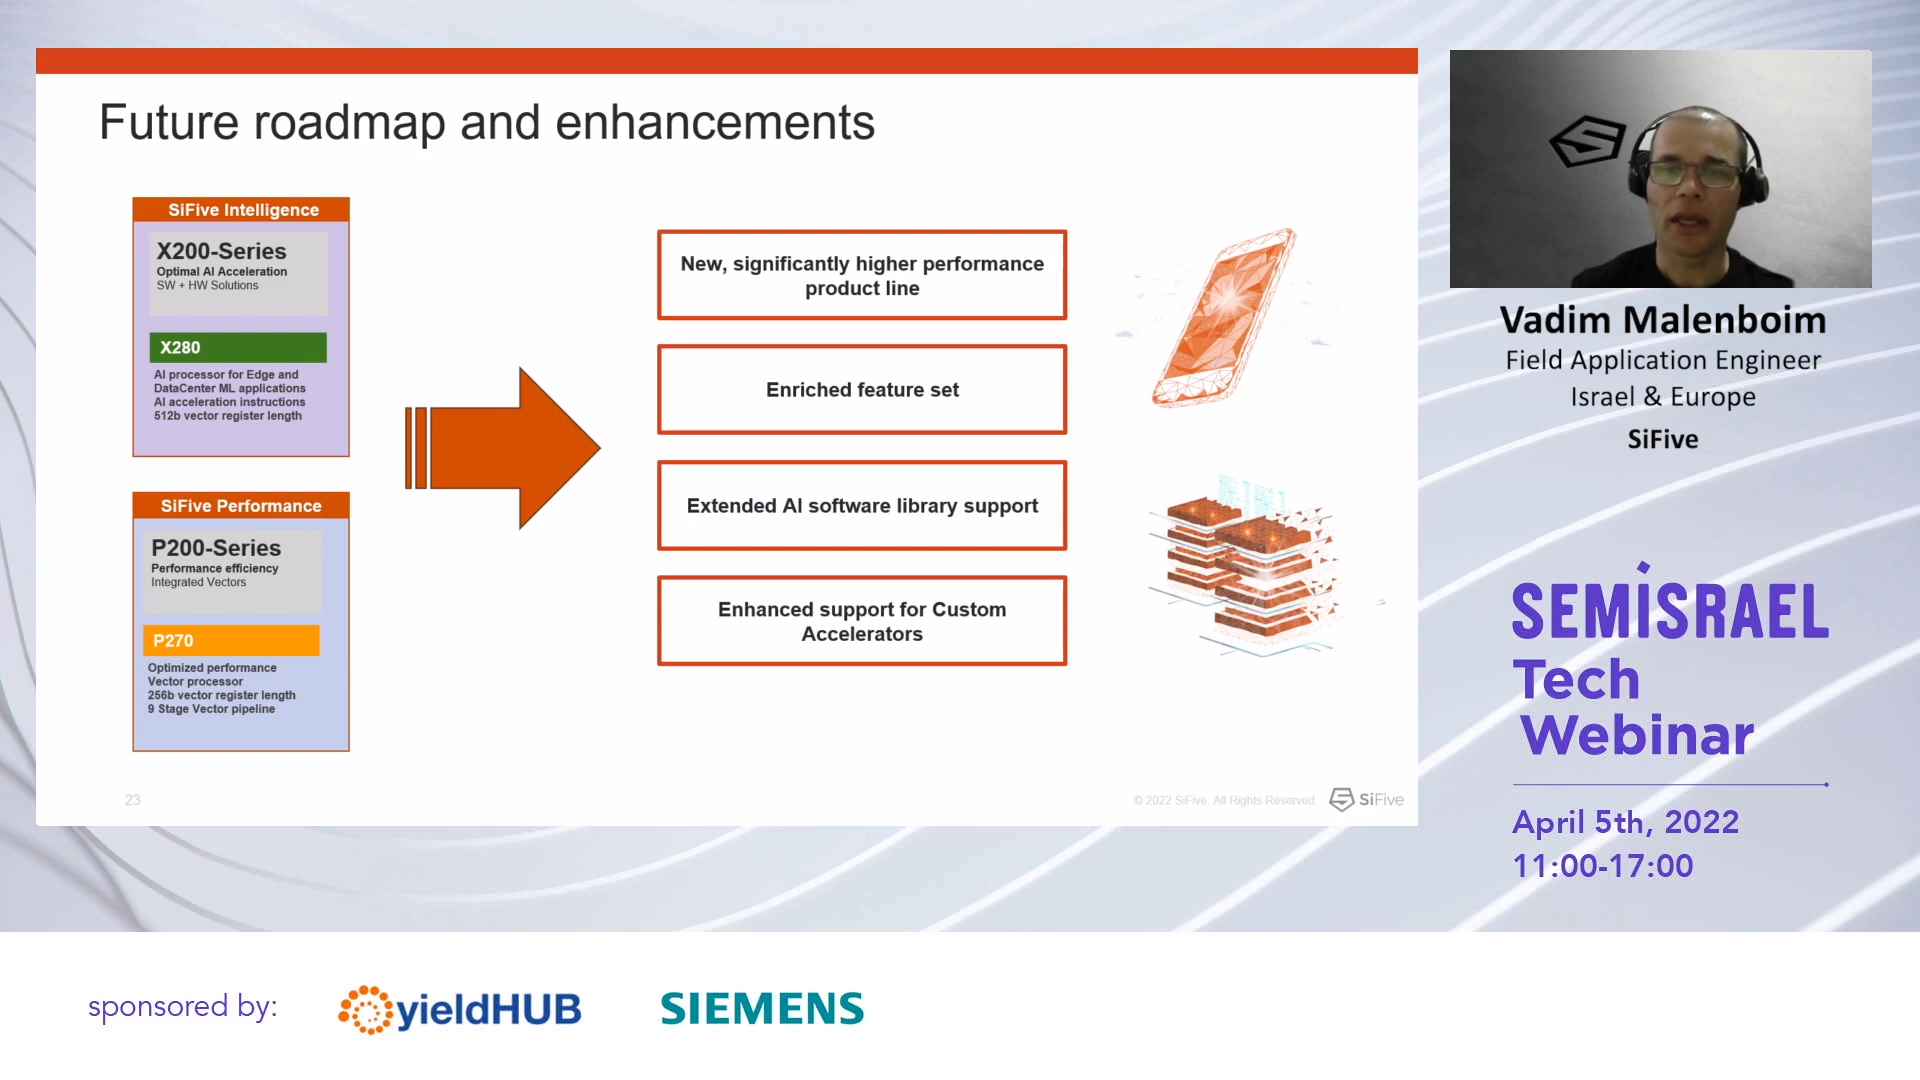 Future roadmap and enhancements
SiFive Intelligence
X200-Series
Optimal AI Acceleration
SW + HW Solutions
X280
AI processor for Edge and
DataCenter ML applications
AI acceleration instructions
512b vector register length
SiFive Performance
P200-Series
Performance efficiency
Integrated Vectors
P270
Optimized performance
Vector processor
256b vector register length
9 Stage Vector pipeline
New, significantly higher performance
product line
Enriched feature set
Extended AI software library support
Enhanced support for Custom
Accelerators
23
© 2022 SiFive. All Rights Reserved.
SiFive
Vadim Malenboim
Field Application Engineer
Israel & Europe
SiFive
SEMISRAEL
Tech
Webinar
April 5th, 2022
11:00-17:00
sponsored by:
yieldHUB
SIEMENS